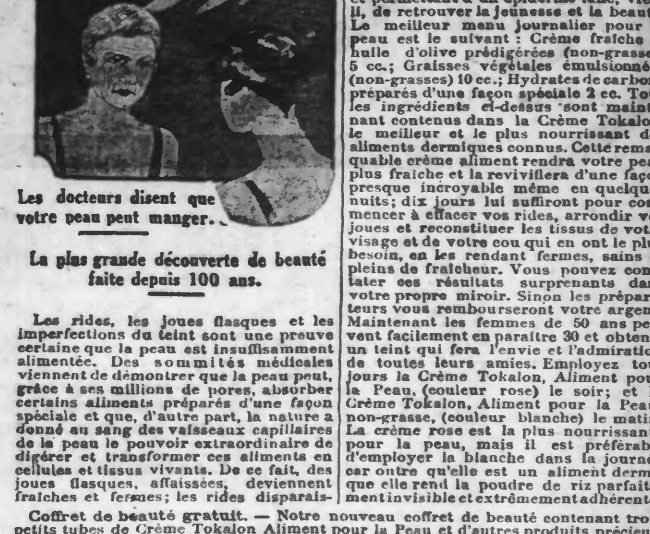 Les docteurs disent que
votre peau peut manger.
La plus grande découverte de beauté
faite depuis 100 ans.
Les rides, les joues flasques et les
imperfections du teint sont une preuve
certaine que la peau est insuffisamment
alimentée. Des sommités médicales
viennent de démontrer que la peau peut,
grâce à ses millions de pores, absorber
certains aliments préparés d'une façon
spéciale et que, d'autre part, la nature a
donné au sang des vaisseaux capillaires
de la peau le pouvoir extraordinaire de
digérer et transformer ces aliments en
cellules et tissus vivants. De ce fait, des
joues flasques, affaissées, deviennent
fraîches et fermes; les rides disparais-
li, de retrouver la jeunesse et la beaut
Le meilleur menu journalier pour
peau est le suivant : Crème fraîche
huile d'olive prédigérées (non-grasse
5 cc.; Graisses végétales émulsionné
(non-grasses) 10 cc.; Hydrates de carbon
préparés d'une façon spéciale 2 cc. To
les ingrédients ci-dessus sont maint
nant contenus dans la Crème Tokalo
le meilleur et le plus nourrissant d
aliments dermiques connus. Cette rema
quable crème aliment rendra votre pea
plus fraîche et la revivifiera d'une faço
presque incroyable même en quelqu
nuits; dix jours lui suffiront pour co
mencer à effacer vos rides, arrondir v
joues et reconstituer les tissus de vot
visage et de votre cou qui en ont le plu
besoin, en les rendant fermes, sains
pleins de fraîcheur. Vous pouvez con
tater ces résultats surprenants da
votre propre miroir. Sinon les prépar
teurs vous rembourseront votre argen
Maintenant les femmes de 50 ans pe
vent facilement en paraître 30 et obten
un teint qui fera l'envie et l'admiratio
de toutes leurs amies. Employez tou
jours la Crème Tokalon, Aliment pou
la Peau, (couleur rose) le soir; et
Crème Tokalon, Aliment pour la Peau
non-grasse, (couleur blanche) le mati
La crème rose est la plus nourrissan
pour la peau, mais il est préférab
d'employer la blanche dans la journé
car outre qu'elle est un aliment derm
que elle rend la poudre de riz parfait
ment invisible et extrêmement adhérent
Coffret de beauté gratuit. — Notre nouveau coffret de beauté contenant tro
petits tubes de Crème Tokalon Aliment pour la Peau et d'autres produits précieu